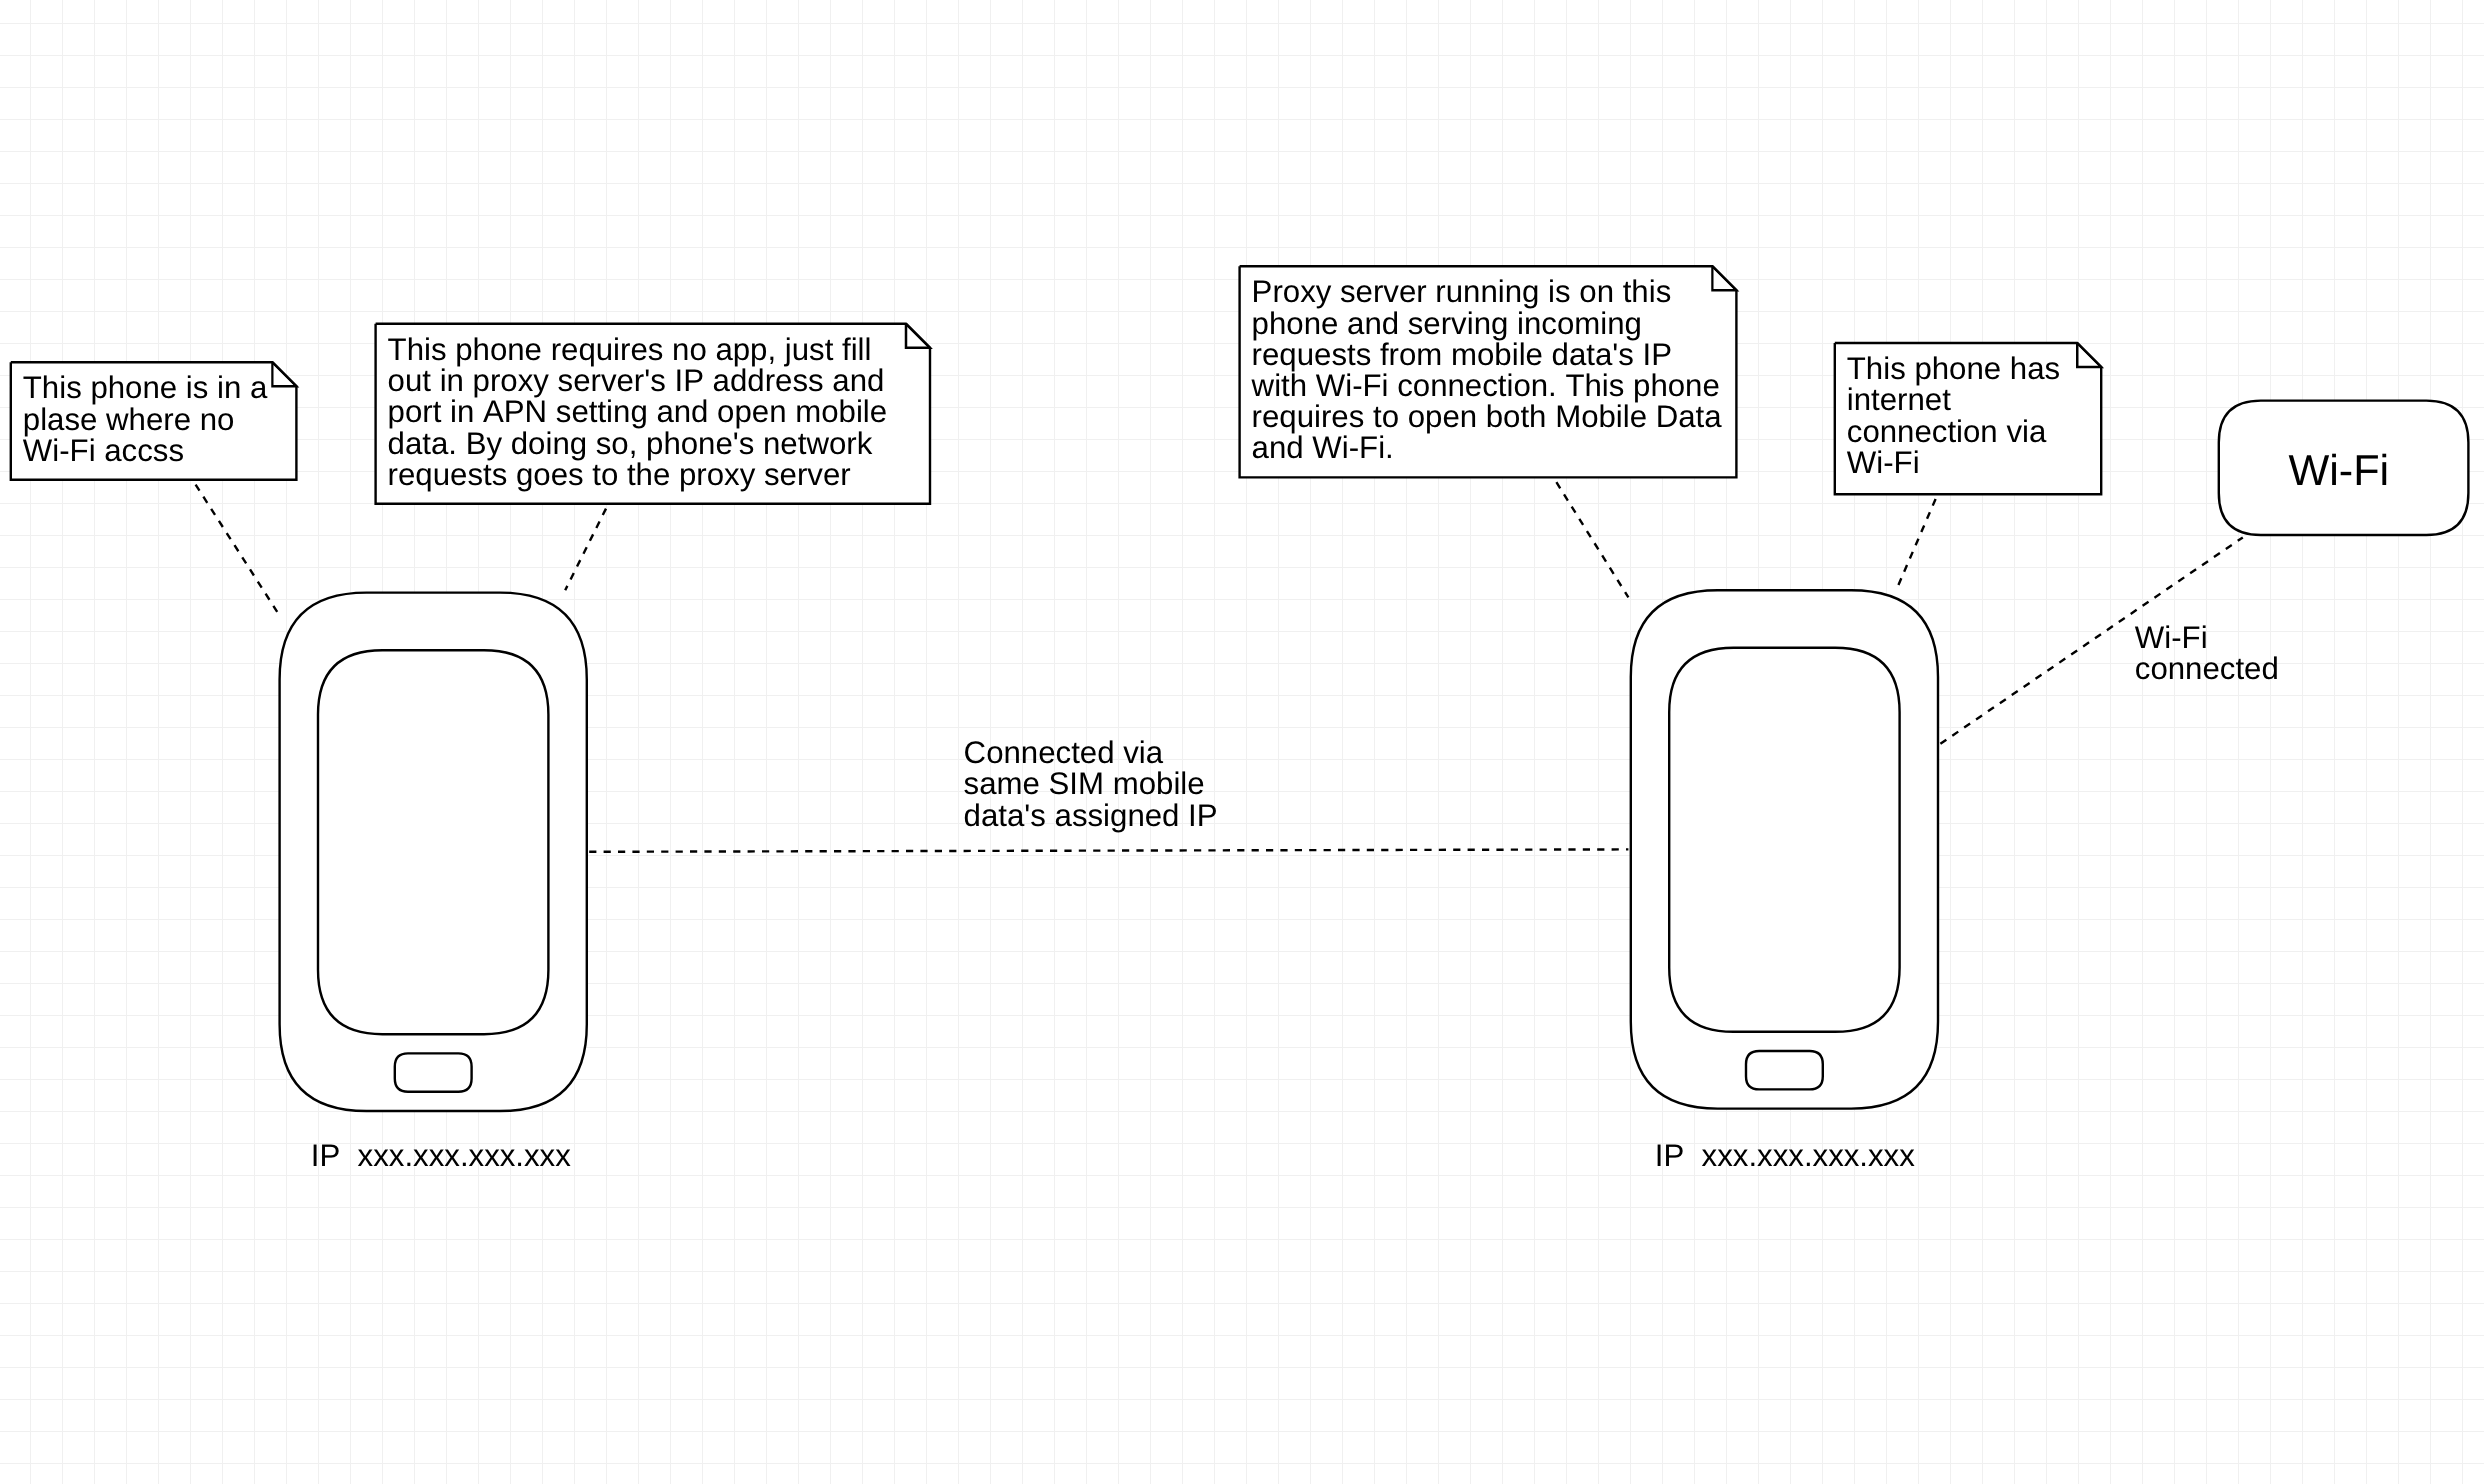 This phone is in a
plase where no
Wi-Fi accss
This phone requires no app, just fill
out in proxy server's IP address and
port in APN setting and open mobile
data. By doing so, phone's network
requests goes to the proxy server
Proxy server running is on this
phone and serving incoming
requests from mobile data's IP
with Wi-Fi connection. This phone
requires to open both Mobile Data
and Wi-Fi.
This phone has
internet
connection via
Wi-Fi
Wi-Fi
Wi-Fi
connected
Connected via
same SIM mobile
data's assigned IP
IP  xxx.xxx.xxx.xxx
IP  xxx.xxx.xxx.xxx